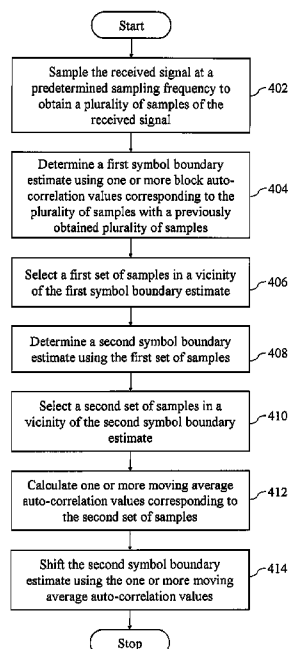 Start
Sample the received signal at a
predetermined sampling frequency to
obtain a plurality of samples of the
received signal
402
Determine a first symbol boundary
estimate using one or more block auto-
correlation values corresponding to the
plurality of samples with a previously
obtained plurality of samples
404
Select a first set of samples in a vicinity
of the first symbol boundary estimate
406
Determine a second symbol boundary
estimate using the first set of samples
408
Select a second set of samples in a
vicinity of the second symbol boundary
estimate
410
Calculate one or more moving average
auto-correlation values corresponding to
the second set of samples
412
Shift the second symbol boundary
estimate using the one or more moving
average auto-correlation values
414
Stop